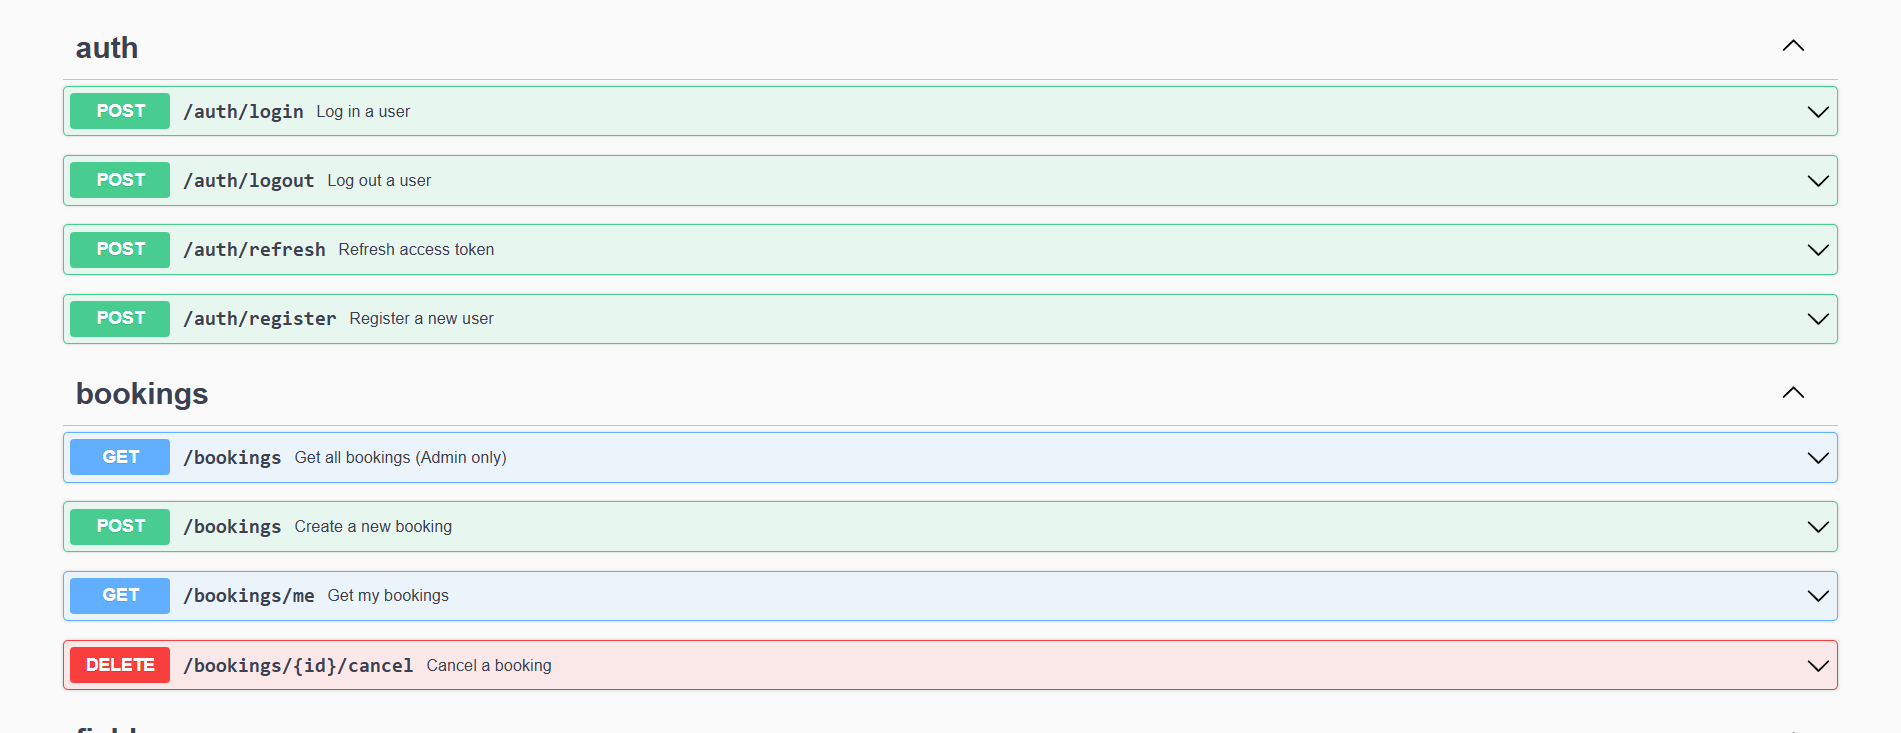 auth
POST /auth/login Log in a user
POST /auth/logout Log out a user
POST /auth/refresh Refresh access token
POST /auth/register Register a new user
bookings
GET /bookings Get all bookings (Admin only)
POST /bookings Create a new booking
GET /bookings/me Get my bookings
DELETE /bookings/{id}/cancel Cancel a booking